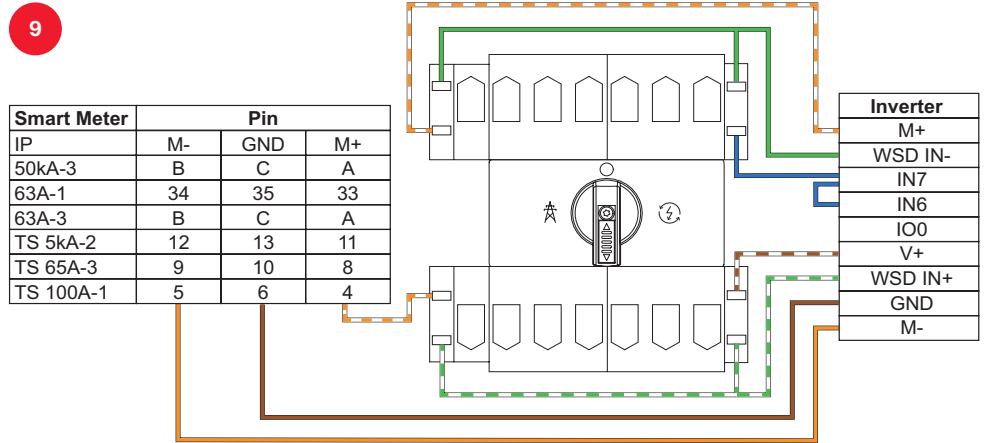 9
Smart Meter Pin
IP M- GND M+
50kA-3 B C A
63A-1 34 35 33
63A-3 B C A
TS 5kA-2 12 13 11
TS 65A-3 9 10 8
TS 100A-1 5 6 4
Inverter
M+
WSD IN-
IN7
IN6
IO0
V+
WSD IN+
GND
M-